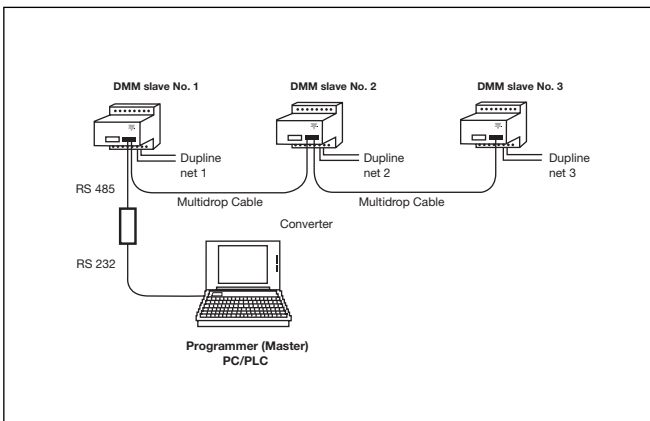 DMM slave No. 1
DMM slave No. 2
DMM slave No. 3
Dupline
net 1
Dupline
net 2
Dupline
net 3
RS 485
Multidrop Cable
Multidrop Cable
Converter
RS 232
Programmer (Master)
PC/PLC